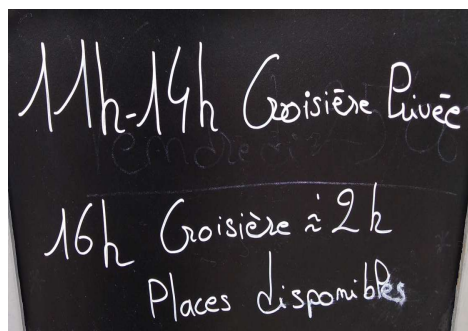 11h-14h Croisière Privée
16h Croisière ≈ 2h
Places disponibles